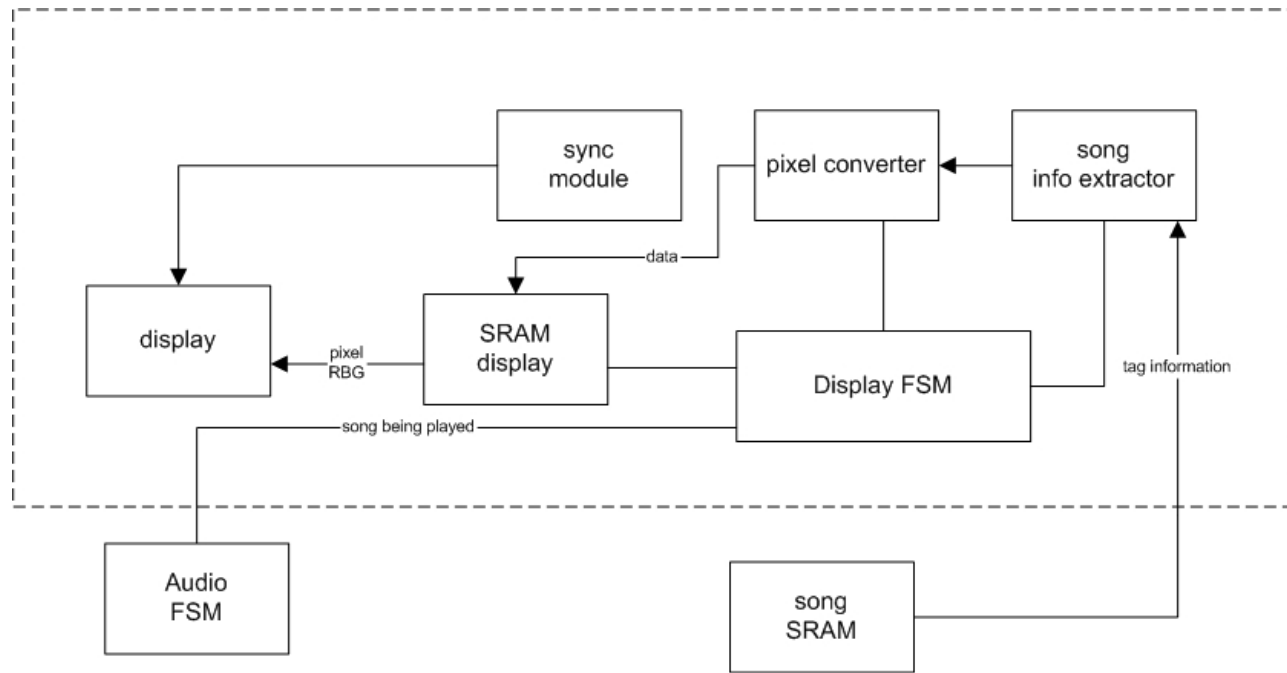 sync
module
pixel converter
song
info extractor
data
display
pixel
RBG
SRAM
display
Display FSM
tag information
song being played
Audio
FSM
song
SRAM